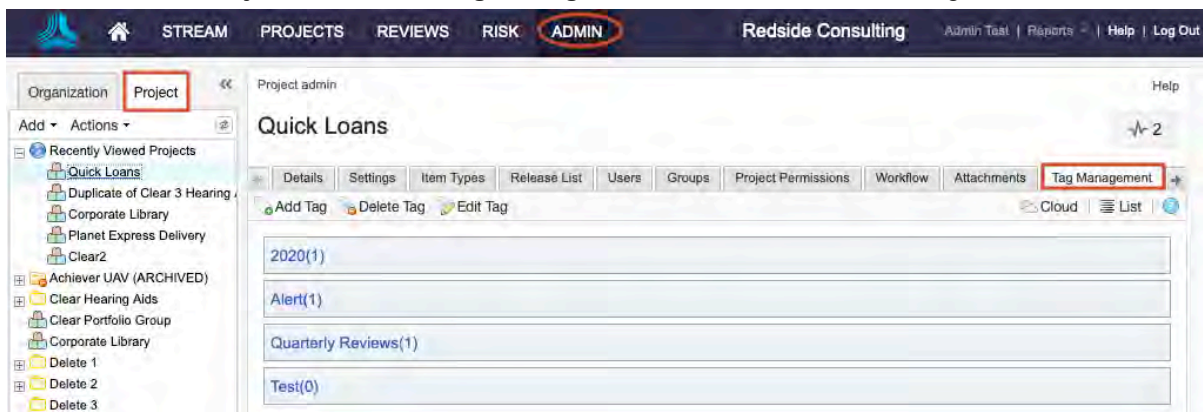 STREAM PROJECTS REVIEWS RISK ADMIN Redside Consulting Admin Test | Reports | Help | Log Out
Organization Project
Project admin Help
Add Actions
Quick Loans 2
Recently Viewed Projects
Quick Loans
Duplicate of Clear 3 Hearing
Corporate Library
Planet Express Delivery
Clear2
Achiever UAV (ARCHIVED)
Clear Hearing Aids
Clear Portfolio Group
Corporate Library
Delete 1
Delete 2
Delete 3
Details Settings Item Types Release List Users Groups Project Permissions Workflow Attachments Tag Management
Add Tag Delete Tag Edit Tag Cloud List
2020(1)
Alert(1)
Quarterly Reviews(1)
Test(0)